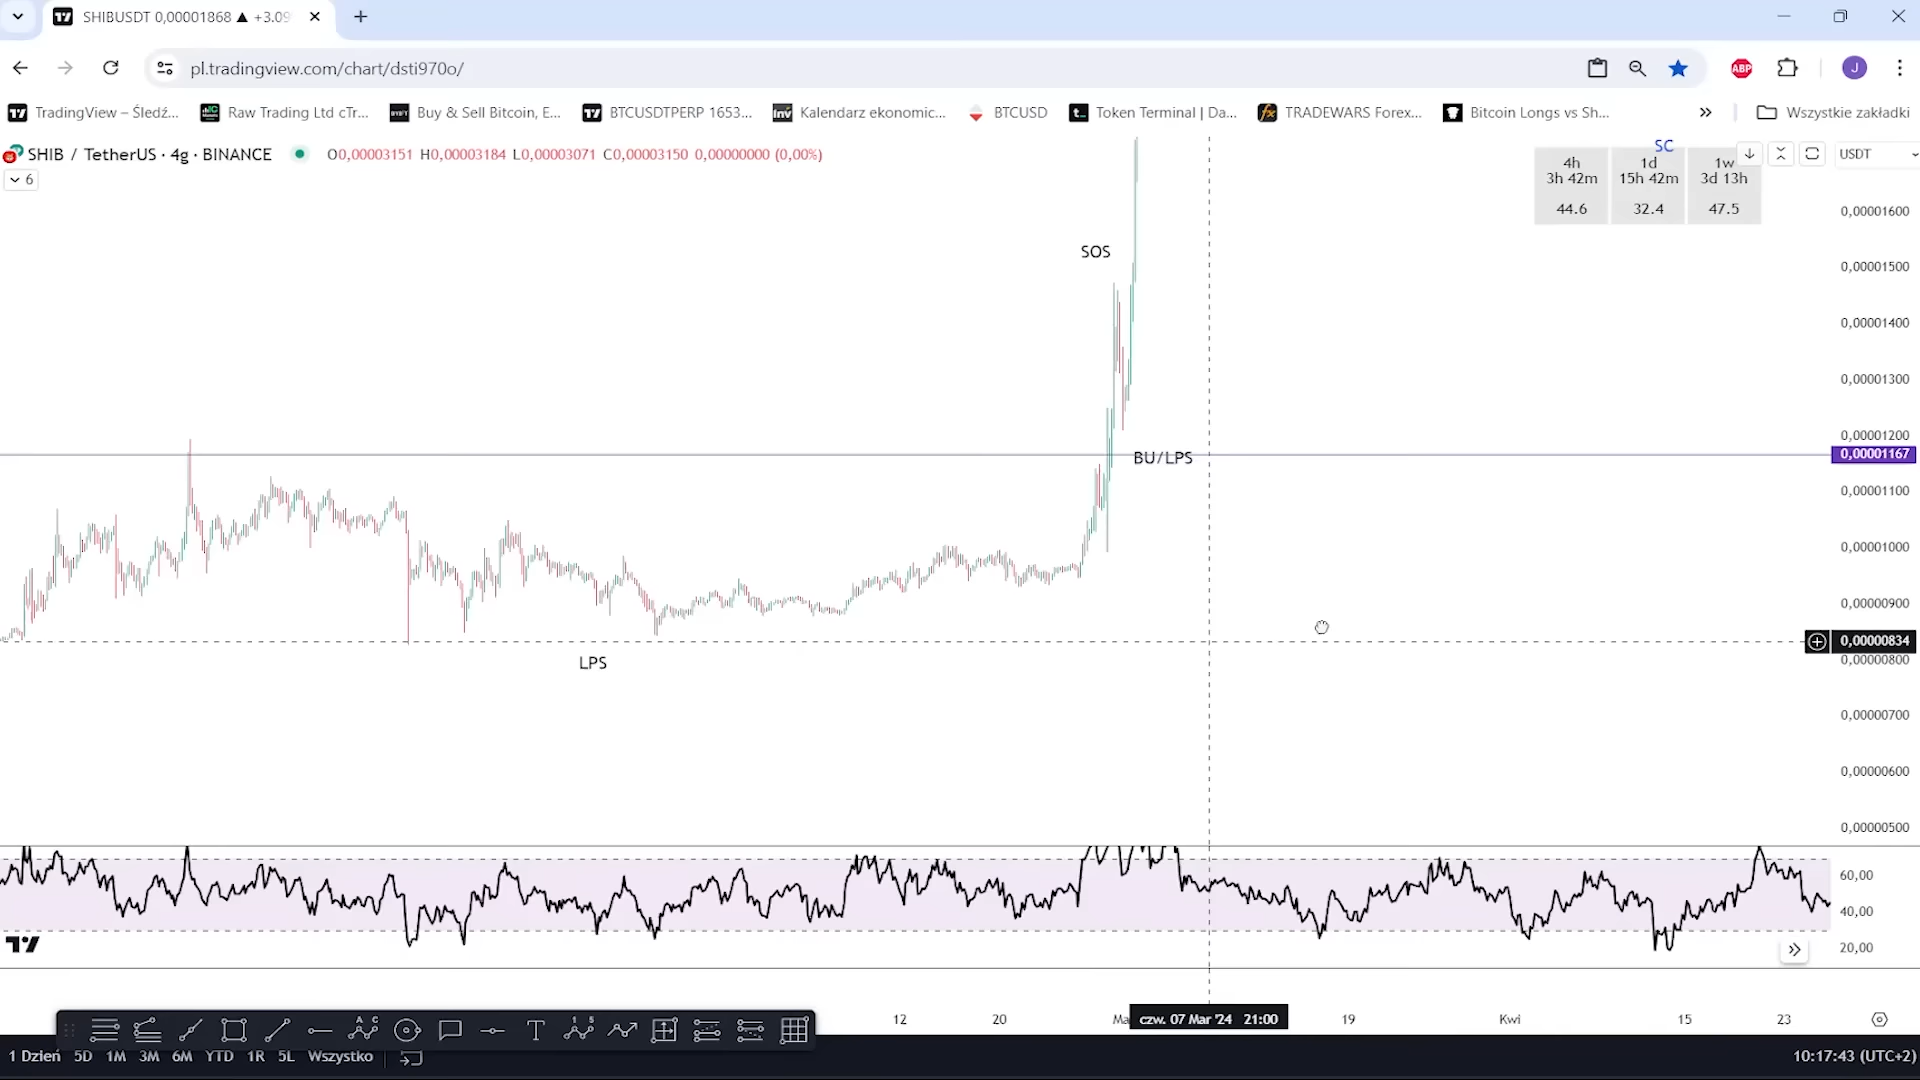 SHIBUSDT 0,00001868 ▲ +3.09
pl.tradingview.com/chart/dsti970o/
ABP
J
TradingView – Śledź...
Raw Trading Ltd cTr...
Buy & Sell Bitcoin, E...
BTCUSDTPERP 1653...
Kalendarz ekonomic...
BTCUSD
Token Terminal | Da...
TRADEWARS Forex...
Bitcoin Longs vs Sh...
Wszystkie zakładki
SHIB / TetherUS · 4g · BINANCE O0,00003151 H0,00003184 L0,00003071 C0,00003150 0,00000000 (0,00%)
6
SC
4h 1d 1w
3h 42m 15h 42m 3d 13h
44.6 32.4 47.5
USDT
0,00001600
SOS
0,00001500
0,00001400
0,00001300
0,00001200
BU/LPS
0,00001167
0,00001100
0,00001000
0,00000900
0,00000834
LPS
0,00000800
0,00000700
0,00000600
0,00000500
60,00
40,00
20,00
12 20 Ma czw. 07 Mar '24 21:00 19 Kwi 15 23
1 Dzień 5D 1M 3M 6M YTD 1R 5L Wszystko
10:17:43 (UTC+2)